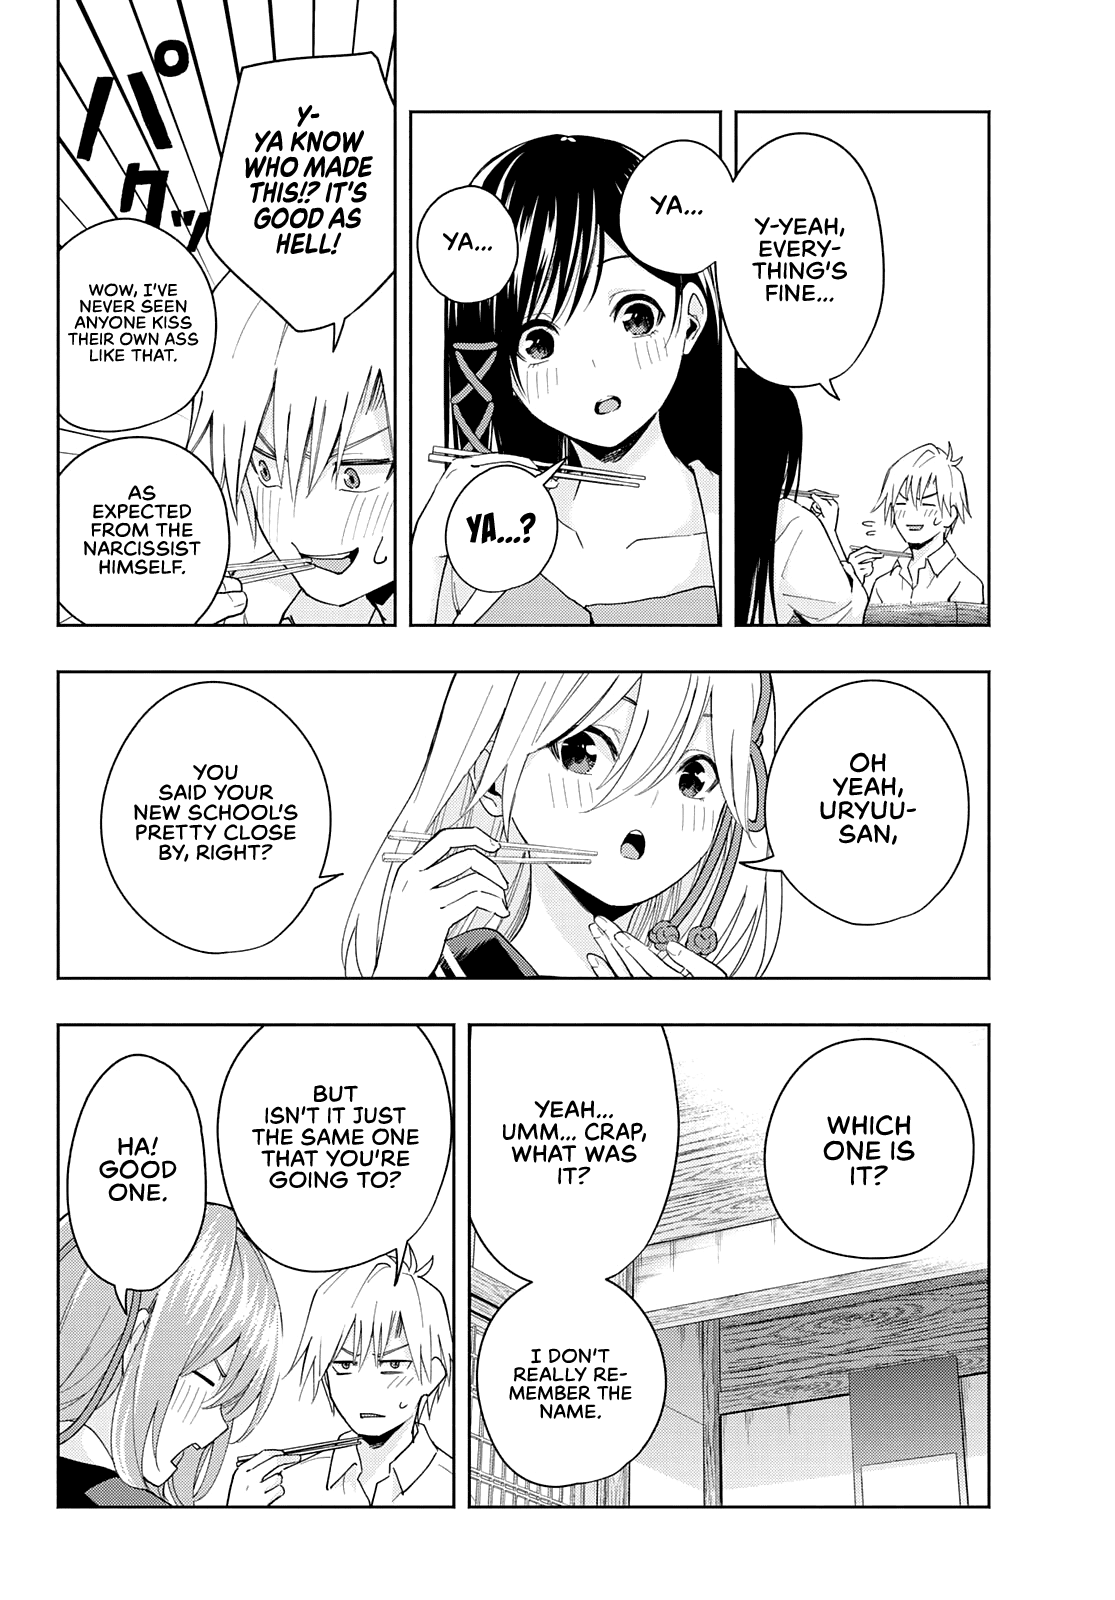 Y-YEAH,
EVERY-
THING'S
FINE...
YA...
YA...
YA...?
Y-
YA KNOW
WHO MADE
THIS!? IT'S
GOOD AS
HELL!
パクッ
WOW, I'VE
NEVER SEEN
ANYONE KISS
THEIR OWN ASS
LIKE THAT.
AS
EXPECTED
FROM THE
NARCISSIST
HIMSELF.
OH
YEAH,
URYUU-
SAN,
YOU
SAID YOUR
NEW SCHOOL'S
PRETTY CLOSE
BY, RIGHT?
WHICH
ONE IS
IT?
YEAH...
UMM... CRAP,
WHAT WAS
IT?
I DON'T
REALLY RE-
MEMBER THE
NAME.
BUT
ISN'T IT JUST
THE SAME ONE
THAT YOU'RE
GOING TO?
HA!
GOOD
ONE.